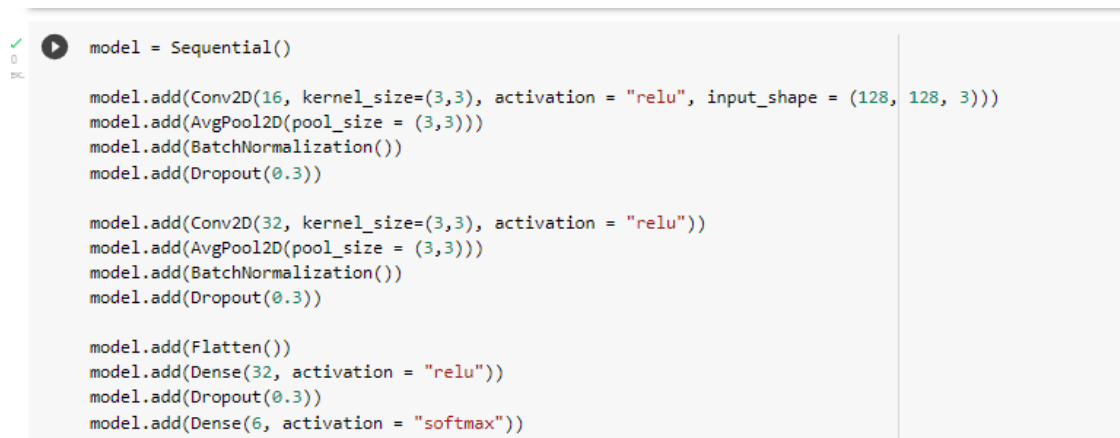 model = Sequential()
model.add(Conv2D(16, kernel_size=(3,3), activation = "relu", input_shape = (128, 128, 3)))
model.add(AvgPool2D(pool_size = (3,3)))
model.add(BatchNormalization())
model.add(Dropout(0.3))
model.add(Conv2D(32, kernel_size=(3,3), activation = "relu"))
model.add(AvgPool2D(pool_size = (3,3)))
model.add(BatchNormalization())
model.add(Dropout(0.3))
model.add(Flatten())
model.add(Dense(32, activation = "relu"))
model.add(Dropout(0.3))
model.add(Dense(6, activation = "softmax"))